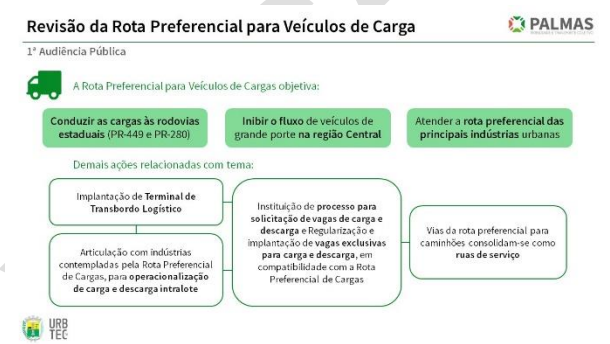 Revisão da Rota Preferencial para Veículos de Carga
PALMAS
1ª Audiência Pública
A Rota Preferencial para Veículos de Cargas objetiva:
Conduzir as cargas às rodovias
estaduais (PR-449 e PR-280)
Inibir o fluxo de veículos de
grande porte na região Central
Atender a rota preferencial das
principais indústrias urbanas
Demais ações relacionadas com tema:
Implantação de Terminal de
Transbordo Logístico
Articulação com indústrias
contempladas pela Rota Preferencial
de Cargas, para operacionalização
de carga e descarga intralote
Instituição de processo para
solicitação de vagas de carga e
descarga e Regularização e
implantação de vagas exclusivas
para carga e descarga, em
compatibilidade com a Rota
Preferencial de Cargas
Vias da rota preferencial para
caminhões consolidam-se como
ruas de serviço
URB
TEC